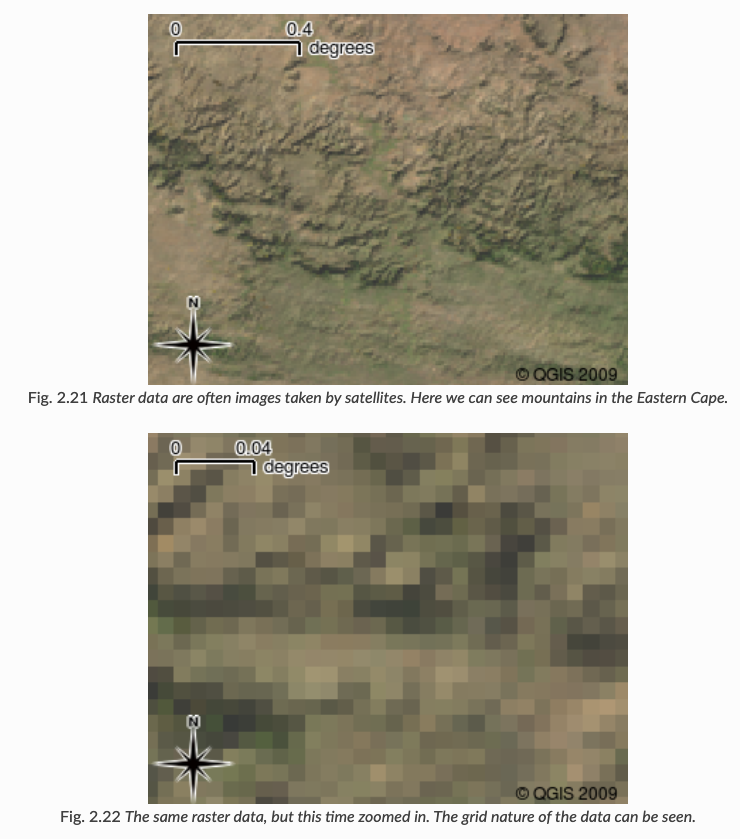 0 0.4
degrees
N
© QGIS 2009
Fig. 2.21 Raster data are often images taken by satellites. Here we can see mountains in the Eastern Cape.
0 0.04
degrees
N
© QGIS 2009
Fig. 2.22 The same raster data, but this time zoomed in. The grid nature of the data can be seen.